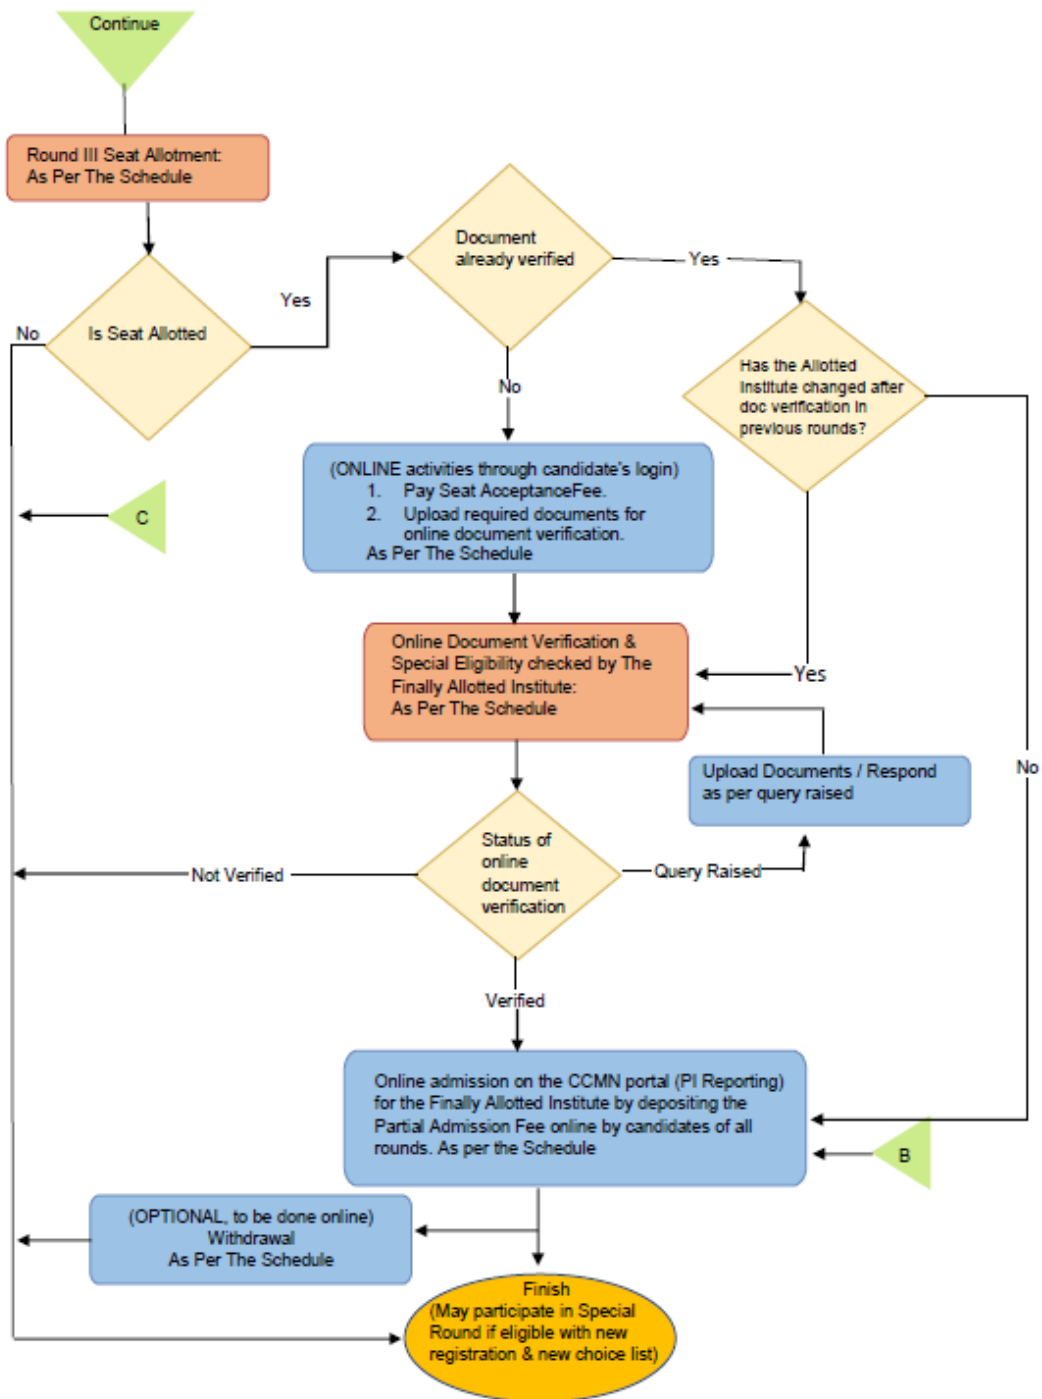 Continue
Round III Seat Allotment:
As Per The Schedule
Document
already verified
Yes
Yes
No
Is Seat Allotted
Has the Allotted
Institute changed after
doc verification in
previous rounds?
No
(ONLINE activities through candidate's login)
1. Pay Seat AcceptanceFee.
2. Upload required documents for
online document verification.
As Per The Schedule
C
Online Document Verification &
Special Eligibility checked by The
Finally Allotted Institute:
As Per The Schedule
Yes
No
Upload Documents / Respond
as per query raised
Status of
online
document
verification
Not Verified
Query Raised
Verified
Online admission on the CCMN portal (PI Reporting)
for the Finally Allotted Institute by depositing the
Partial Admission Fee online by candidates of all
rounds. As per the Schedule
B
(OPTIONAL, to be done online)
Withdrawal
As Per The Schedule
Finish
(May participate in Special
Round if eligible with new
registration & new choice list)